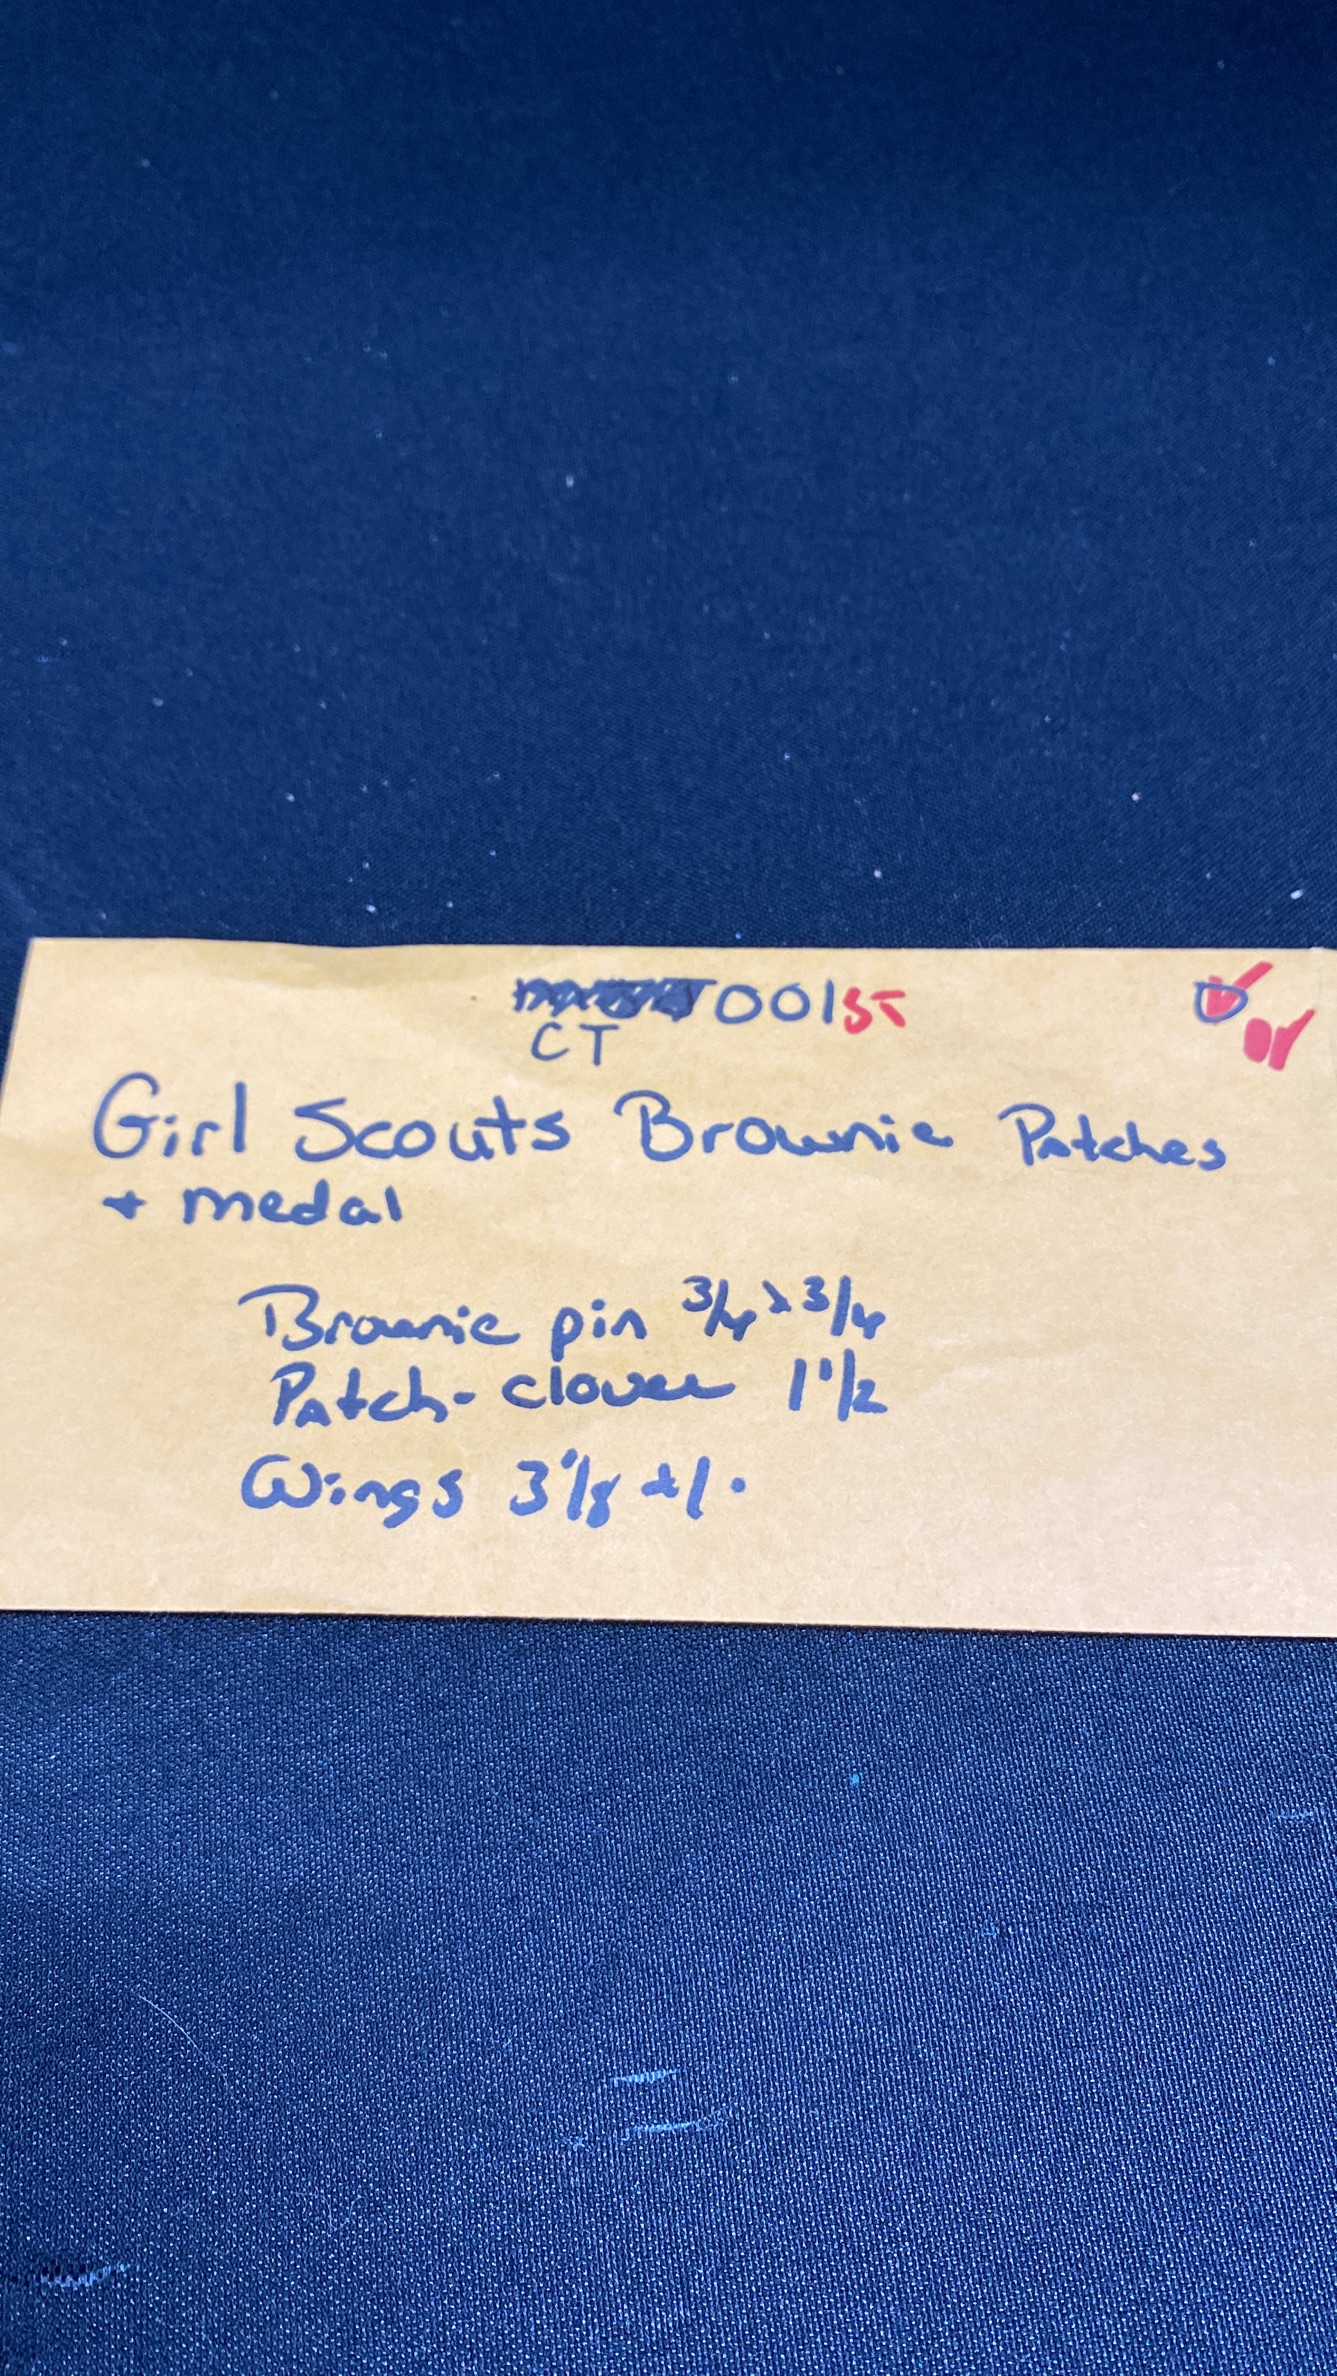 001ST
CT
Girl Scouts Brownie Patches
+ medal
Brownie pin 3/4 x 3/4
Patch - clover 1 1/2
Wings 3 1/8 x 1.